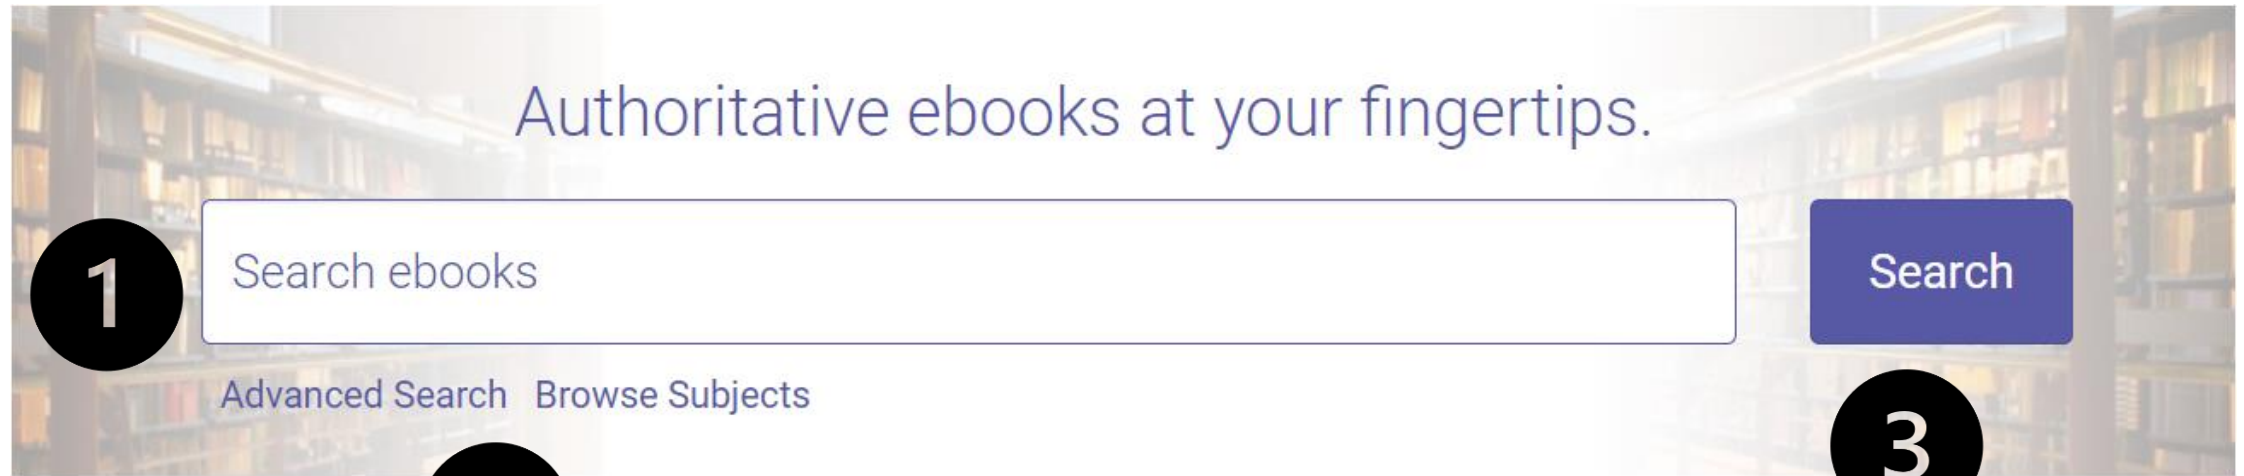 Authoritative ebooks at your fingertips.
1
Search ebooks
Search
Advanced Search Browse Subjects
3